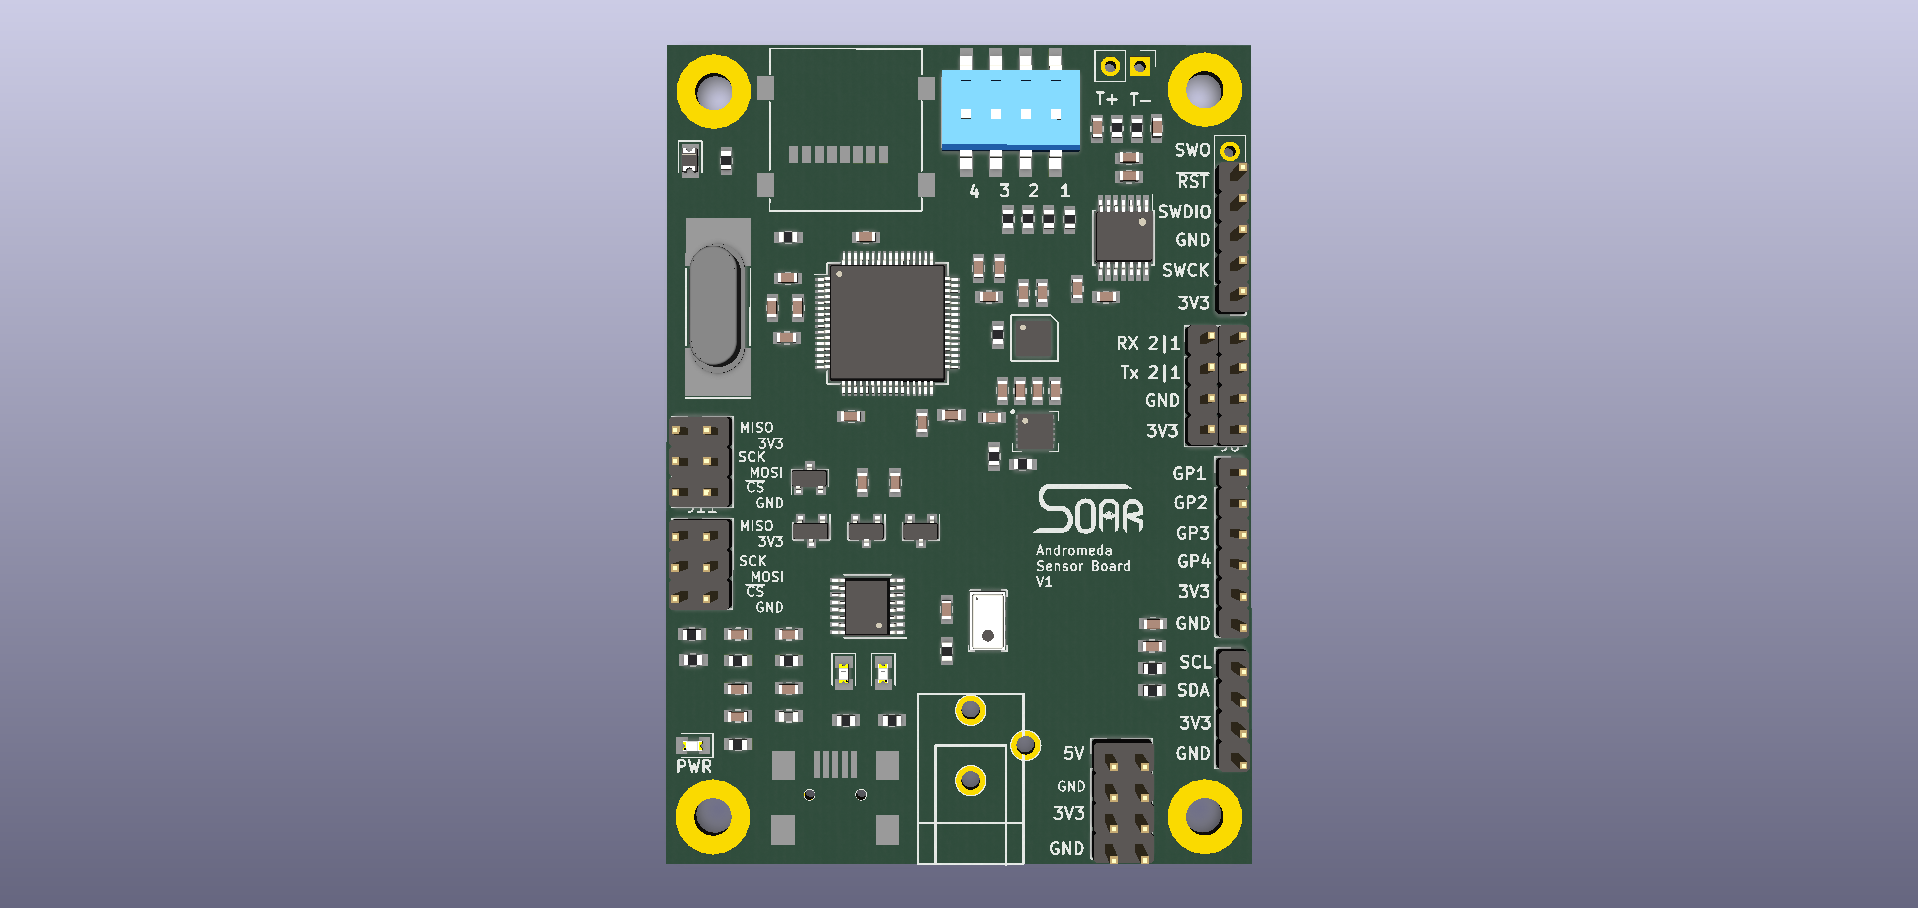 T+ T-
4 3 2 1
SWO
RST
SWDIO
GND
SWCK
3V3
RX 2|1
Tx 2|1
GND
3V3
MISO
3V3
SCK
MOSI
CS
GND
MISO
3V3
SCK
MOSI
CS
GND
GP1
GP2
GP3
GP4
3V3
GND
SOAR
Andromeda
Sensor Board
V1
SCL
SDA
3V3
GND
5V
GND
3V3
GND
PWR